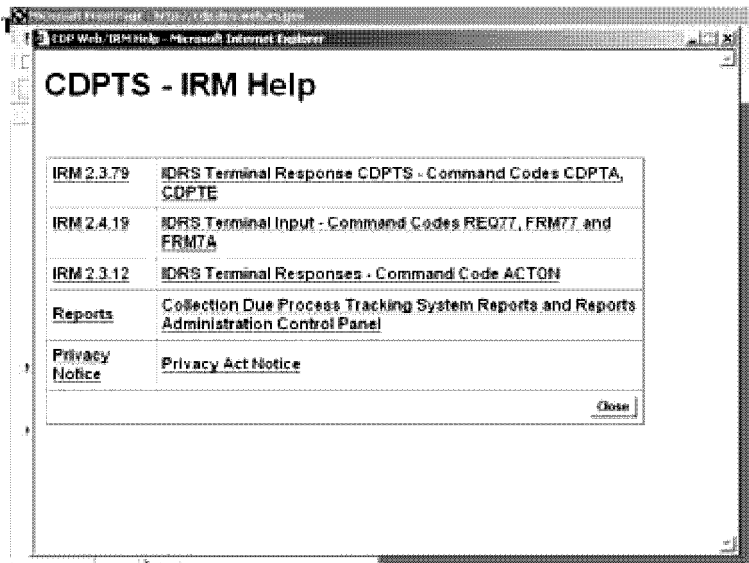 CDP Web/IRM Help - Microsoft Internet Explorer
CDPTS - IRM Help
IRM 2.3.79 IDRS Terminal Response CDPTS - Command Codes CDPTA,
CDPTE
IRM 2.4.19 IDRS Terminal Input - Command Codes REQ77, FRM77 and
FRM7A
IRM 2.3.12 IDRS Terminal Responses - Command Code ACTON
Reports Collection Due Process Tracking System Reports and Reports
Administration Control Panel
Privacy
Notice Privacy Act Notice
Close